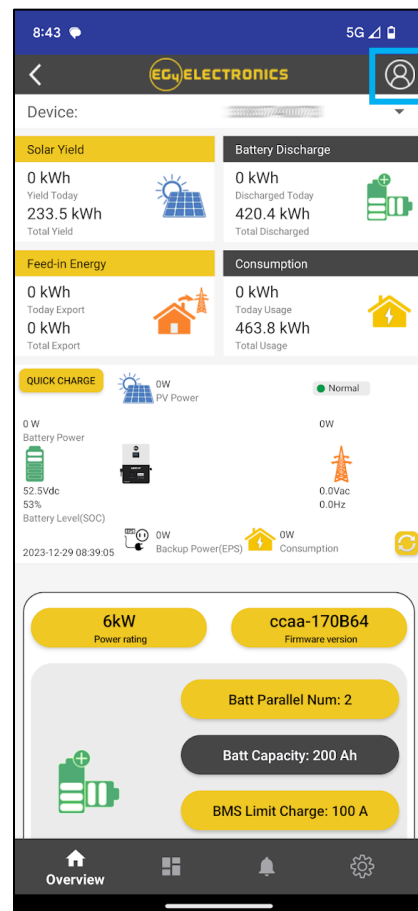 8:43 5G
EG4 ELECTRONICS
Device:
Solar Yield
0 kWh
Yield Today
233.5 kWh
Total Yield
Battery Discharge
0 kWh
Discharged Today
420.4 kWh
Total Discharged
Feed-in Energy
0 kWh
Today Export
0 kWh
Total Export
Consumption
0 kWh
Today Usage
463.8 kWh
Total Usage
QUICK CHARGE
0W
PV Power
Normal
0 W
Battery Power
0W
52.5Vdc
53%
Battery Level(SOC)
0.0Vac
0.0Hz
2023-12-29 08:39:05
0W
Backup Power(EPS)
0W
Consumption
6kW
Power rating
ccaa-170B64
Firmware version
Batt Parallel Num: 2
Batt Capacity: 200 Ah
BMS Limit Charge: 100 A
Overview